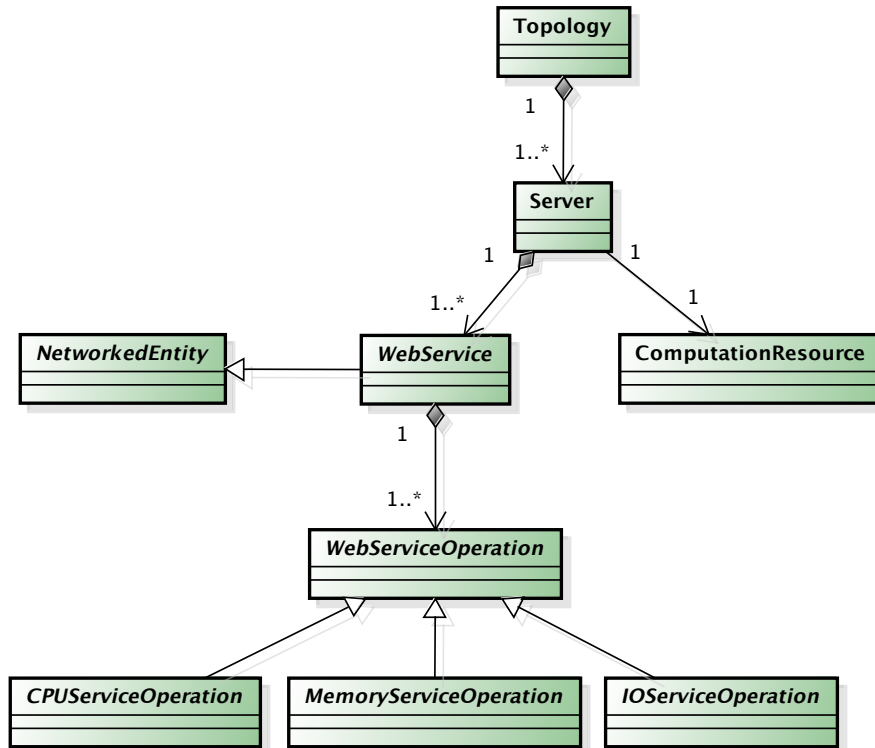 Topology
1
1..*
Server
1
1
1..*
1
NetworkedEntity
WebService
ComputationResource
1
1..*
WebServiceOperation
CPUServiceOperation
MemoryServiceOperation
IOServiceOperation